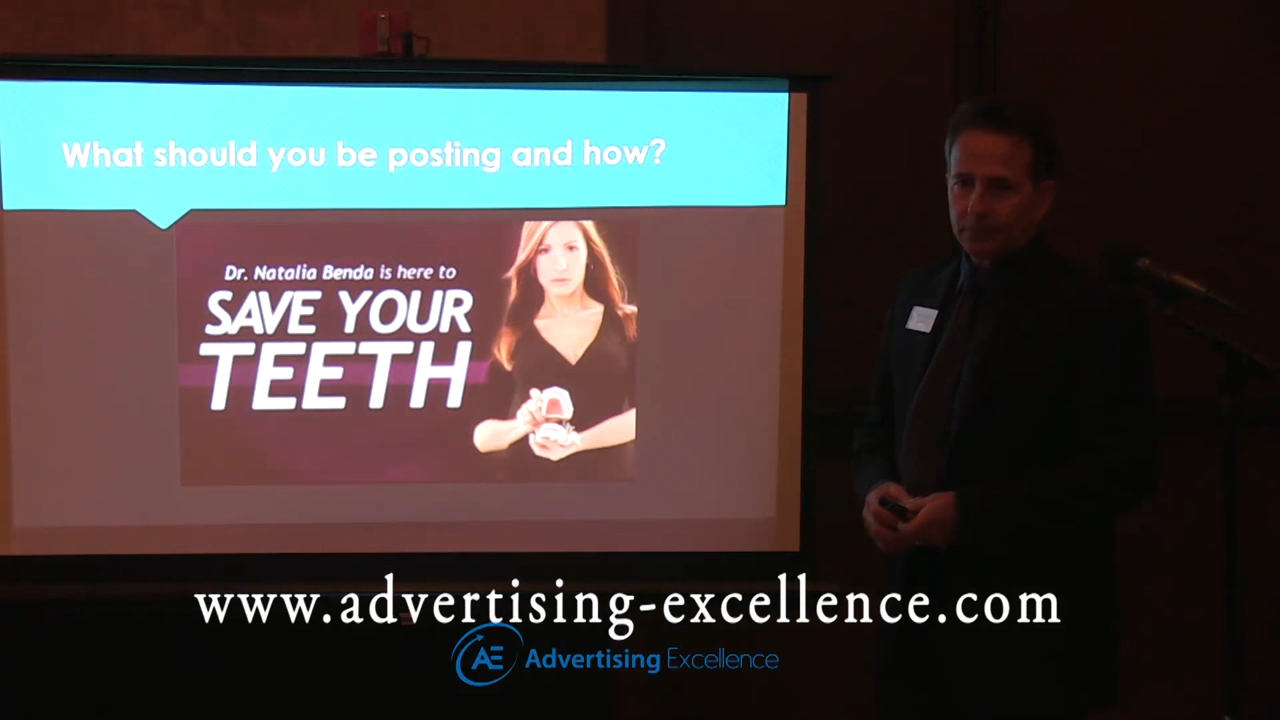 What should you be posting and how?
Dr. Natalia Benda is here to
SAVE YOUR
TEETH
www.advertising-excellence.com
AE Advertising Excellence